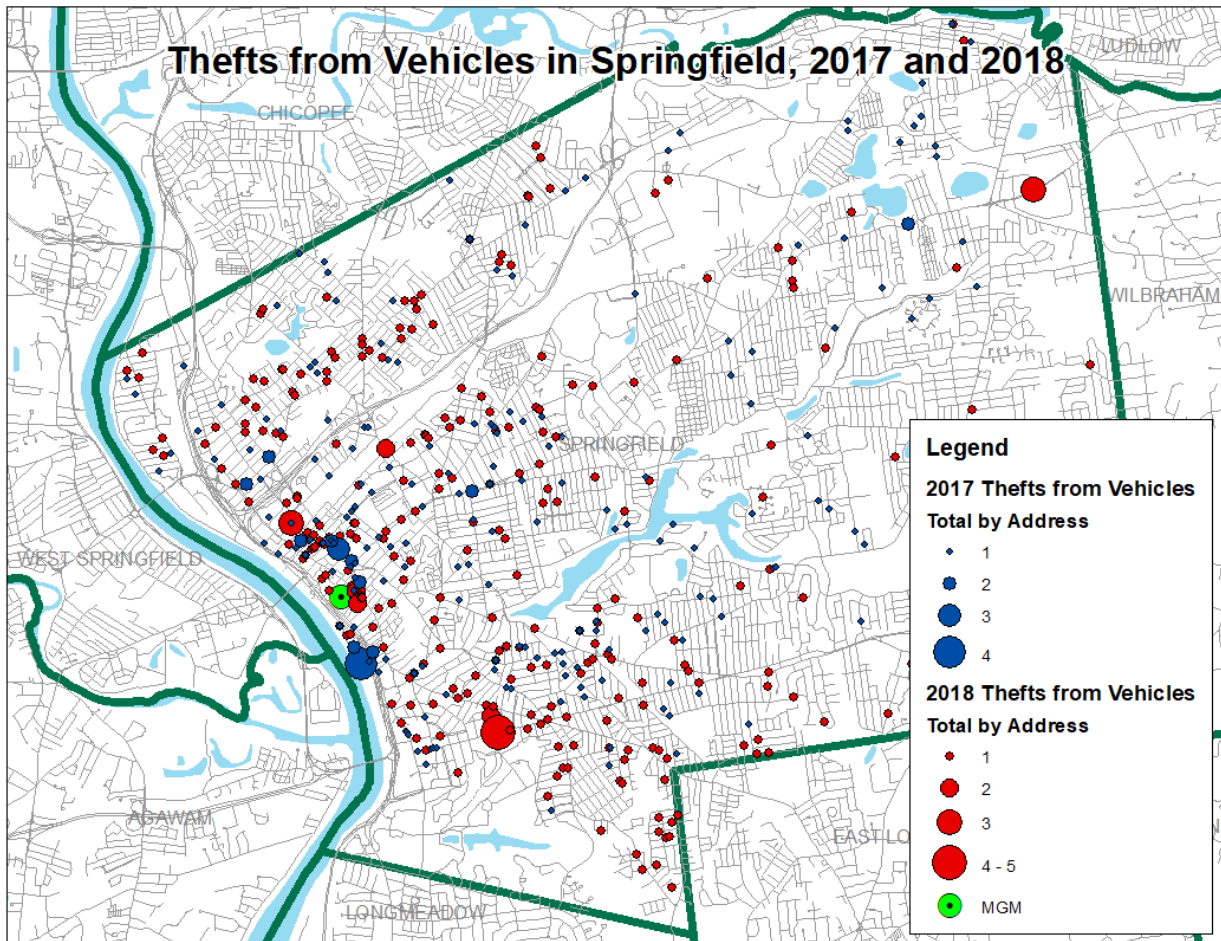 Thefts from Vehicles in Springfield, 2017 and 2018
LUDLOW
CHICOPEE
WILBRAHAM
SPRINGFIELD
WEST SPRINGFIELD
AGAWAM
EAST LO
N
LONGMEADOW
Legend
2017 Thefts from Vehicles
Total by Address
1
2
3
4
2018 Thefts from Vehicles
Total by Address
1
2
3
4 - 5
MGM